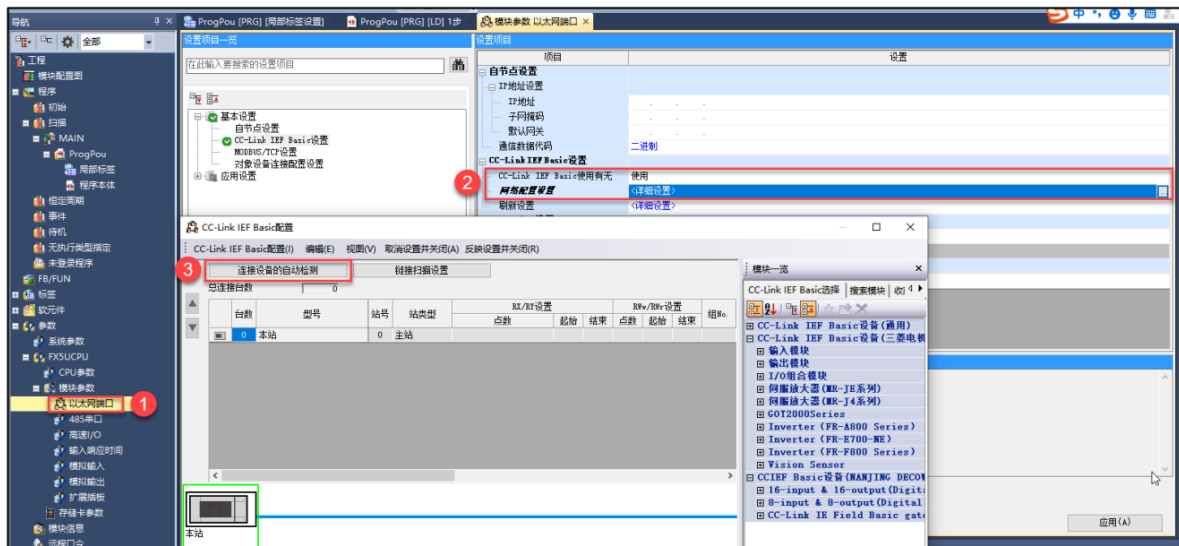 导航
ProgPou [PRG] [局部标签设置]
ProgPou [PRG] [LD] 1步
模块参数 以太网端口
中
全部
工程
模块配置图
程序
初始
扫描
MAIN
ProgPou
局部标签
程序本体
恒定周期
事件
待机
无执行类型指定
未登录程序
FB/FUN
标签
软元件
参数
系统参数
FX5UCPU
CPU参数
模块参数
以太网端口
1
485串口
高速I/O
输入响应时间
模拟输入
模拟输出
扩展插板
存储卡参数
模块信息
远程口令
设置项目一览
在此输入要搜索的设置项目
基本设置
自节点设置
CC-Link IEF Basic设置
MODBUS/TCP设置
对象设备连接配置设置
应用设置
设置项目
项目 设置
自节点设置
IP地址设置
IP地址 . . .
子网掩码 . . .
默认网关 . . .
通信数据代码 二进制
CC-Link IEF Basic设置
2
CC-Link IEF Basic使用有无 使用
网络配置设置 <详细设置>
刷新设置 <详细设置>
CC-Link IEF Basic配置
CC-Link IEF Basic配置(I) 编辑(E) 视图(V) 取消设置并关闭(A) 反映设置并关闭(R)
3
连接设备的自动检测 链接扫描设置
总连接台数 0
台数 型号 站号 站类型 RX/RY设置 RWw/RWr设置 组No.
点数 起始 结束 点数 起始 结束
0 本站 0 主站
本站
模块一览
CC-Link IEF Basic选择 搜索模块 收
CC-Link IEF Basic设备(通用)
CC-Link IEF Basic设备(三菱电机
输入模块
输出模块
I/O组合模块
伺服放大器(MR-JE系列)
伺服放大器(MR-J4系列)
GOT2000Series
Inverter (FR-A800 Series)
Inverter (FR-E700-NE)
Inverter (FR-F800 Series)
Vision Sensor
CCIEF Basic设备(NANJING DECOW
16-input & 16-output(Digita
8-input & 8-output(Digital
CC-Link IE Field Basic gate
应用(A)